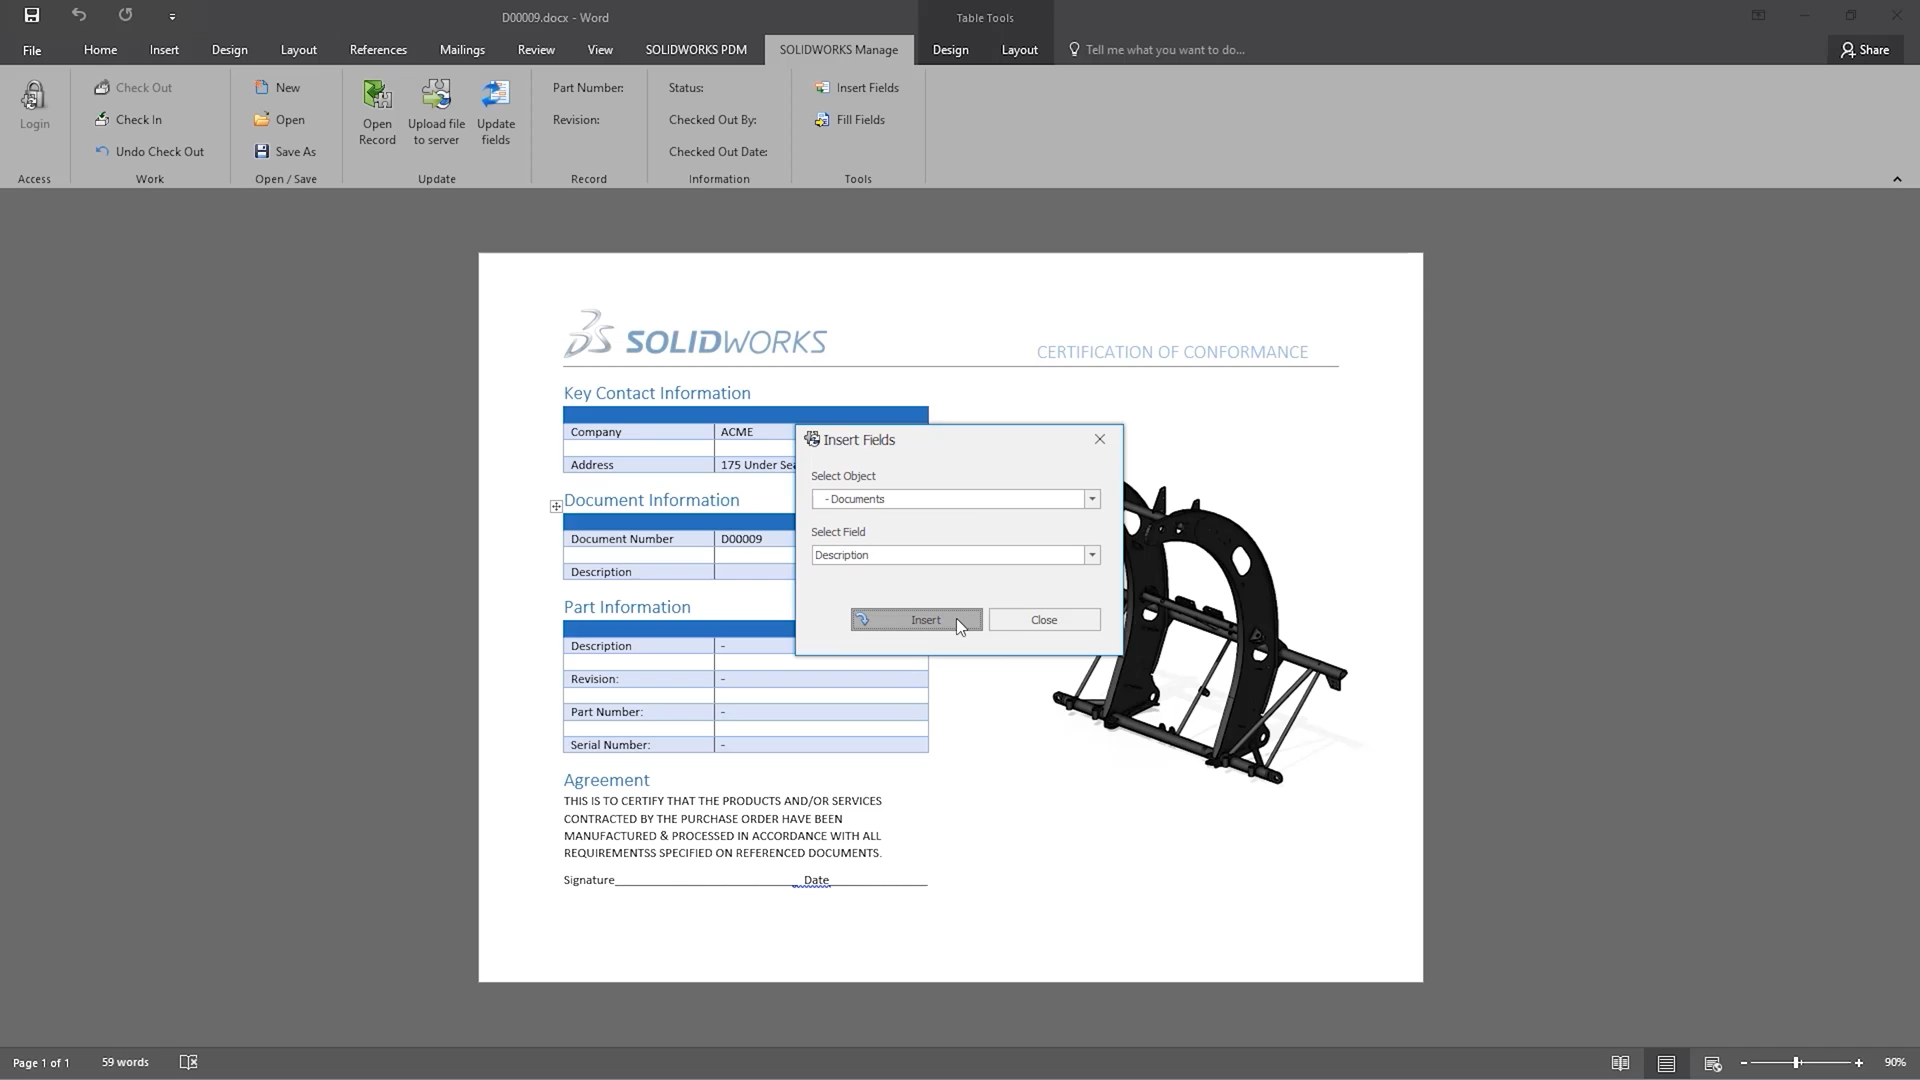 D00009.docx - Word
Table Tools
File
Home
Insert
Design
Layout
References
Mailings
Review
View
SOLIDWORKS PDM
SOLIDWORKS Manage
Design
Layout
Tell me what you want to do...
Share
Login
Access
Check Out
Check In
Undo Check Out
Work
New
Open
Save As
Open / Save
Open Record
Upload file to server
Update fields
Update
Part Number:
Revision:
Record
Status:
Checked Out By:
Checked Out Date:
Information
Insert Fields
Fill Fields
Tools
SOLIDWORKS
CERTIFICATION OF CONFORMANCE
Key Contact Information
Company ACME
Address 175 Under Sea
Document Information
Document Number D00009
Description
Part Information
Description -
Revision: -
Part Number: -
Serial Number: -
Agreement
THIS IS TO CERTIFY THAT THE PRODUCTS AND/OR SERVICES
CONTRACTED BY THE PURCHASE ORDER HAVE BEEN
MANUFACTURED & PROCESSED IN ACCORDANCE WITH ALL
REQUIREMENTSS SPECIFIED ON REFERENCED DOCUMENTS.
Signature Date
Insert Fields
Select Object
- Documents
Select Field
Description
Insert
Close
Page 1 of 1
59 words
90%